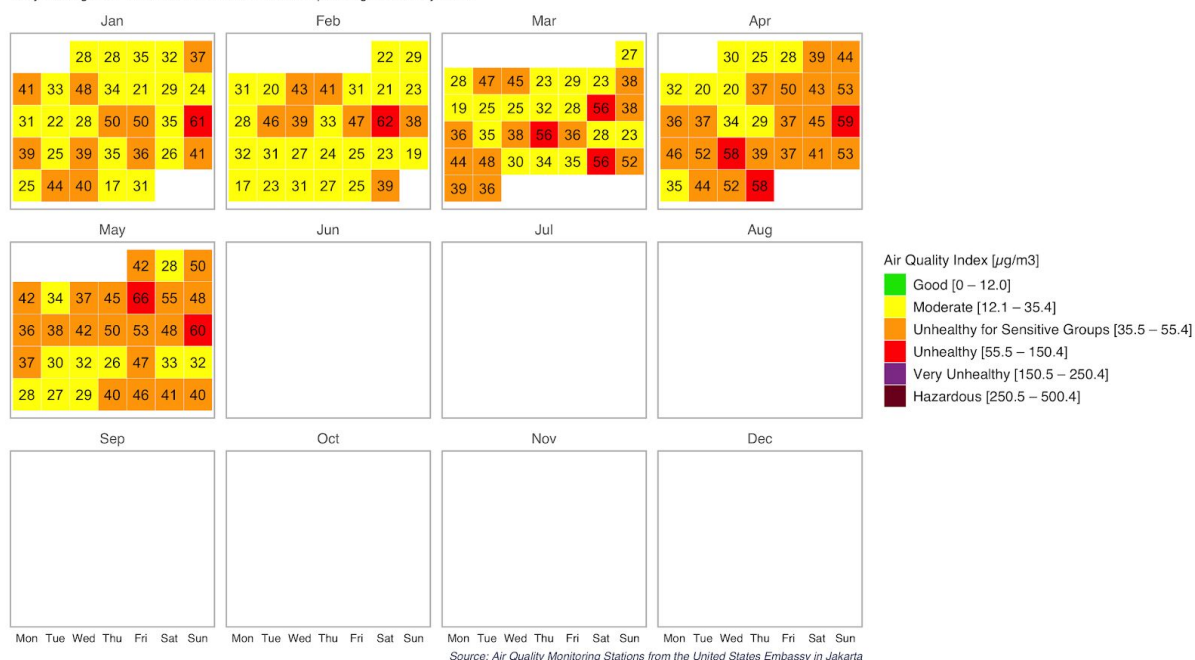 Jan Feb Mar Apr
28 28 35 32 37
41 33 48 34 21 29 24
31 22 28 50 50 35 61
39 25 39 35 36 26 41
25 44 40 17 31
22 29
31 20 43 41 31 21 23
28 46 39 33 47 62 38
32 31 27 24 25 23 19
17 23 31 27 25 39
27
28 47 45 23 29 23 38
19 25 25 32 28 56 38
36 35 38 56 36 28 23
44 48 30 34 35 56 52
39 36
30 25 28 39 44
32 20 20 37 50 43 53
36 37 34 29 37 45 59
46 52 58 39 37 41 53
35 44 52 58
May Jun Jul Aug
42 28 50
42 34 37 45 66 55 48
36 38 42 50 53 48 60
37 30 32 26 47 33 32
28 27 29 40 46 41 40
Air Quality Index [µg/m3]
Good [0 – 12.0]
Moderate [12.1 – 35.4]
Unhealthy for Sensitive Groups [35.5 – 55.4]
Unhealthy [55.5 – 150.4]
Very Unhealthy [150.5 – 250.4]
Hazardous [250.5 – 500.4]
Sep Oct Nov Dec
Mon Tue Wed Thu Fri Sat Sun Mon Tue Wed Thu Fri Sat Sun Mon Tue Wed Thu Fri Sat Sun Mon Tue Wed Thu Fri Sat Sun
Source: Air Quality Monitoring Stations from the United States Embassy in Jakarta